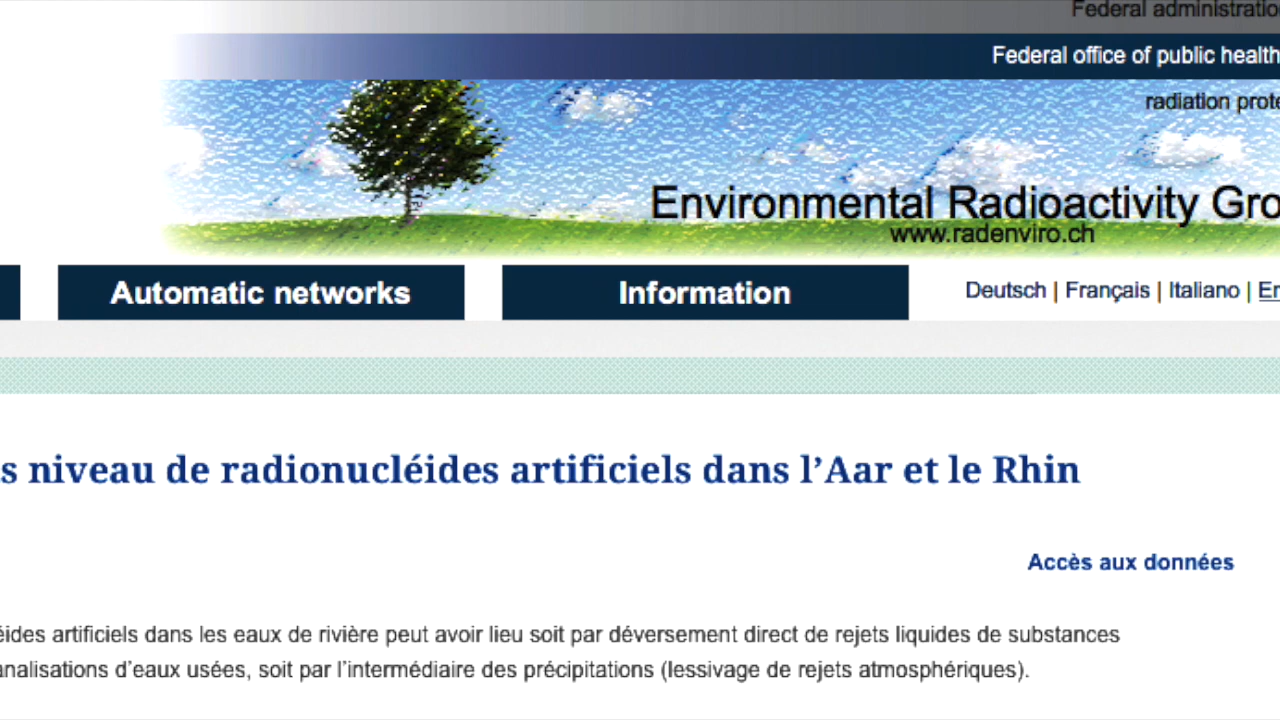 Federal administratio
Federal office of public health
radiation prote
Environmental Radioactivity Gro
www.radenviro.ch
Automatic networks
Information
Deutsch | Français | Italiano | En
s niveau de radionucléides artificiels dans l’Aar et le Rhin
Accès aux données
éides artificiels dans les eaux de rivière peut avoir lieu soit par déversement direct de rejets liquides de substances
analisations d’eaux usées, soit par l’intermédiaire des précipitations (lessivage de rejets atmosphériques).